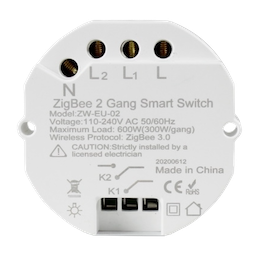 L₂ L₁ L
N
ZigBee 2 Gang Smart Switch
Model:ZW-EU-02
Voltage:110-240V AC 50/60Hz
Maximum Load: 600W(300W/gang)
Wireless Protocol: ZigBee 3.0
CAUTION:Strictly installed by a
licensed electrician
20200612
Made in China
K2
K1
CE RoHS